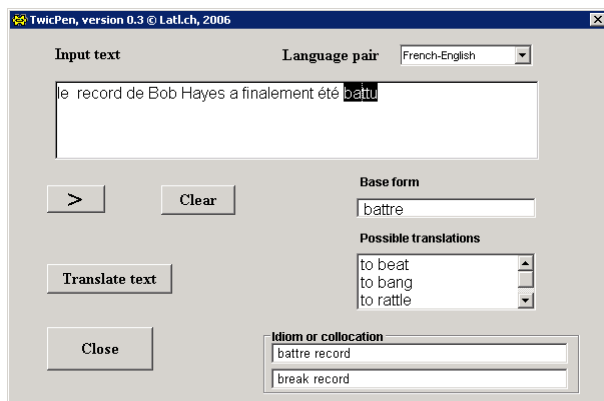 TwicPen, version 0.3 © Latl.ch, 2006
Input text
Language pair
French-English
le record de Bob Hayes a finalement été battu
>
Clear
Base form
battre
Possible translations
to beat
to bang
to rattle
Translate text
Close
Idiom or collocation
battre record
break record